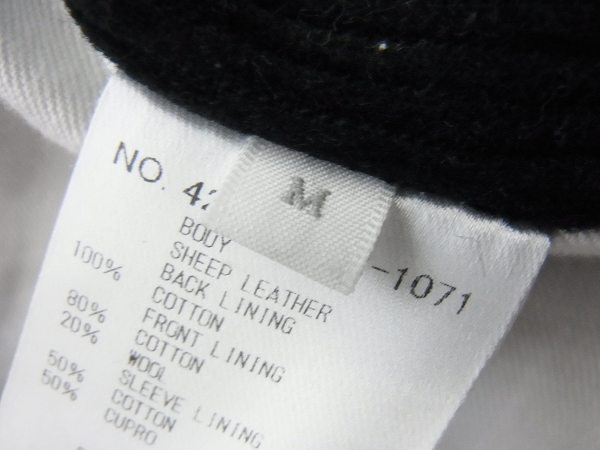 M
NO. 42 -1071
BODY
SHEEP LEATHER
100% BACK LINING
COTTON
80% FRONT LINING
20% COTTON
WOOL
50% SLEEVE LINING
50% COTTON
CUPRO